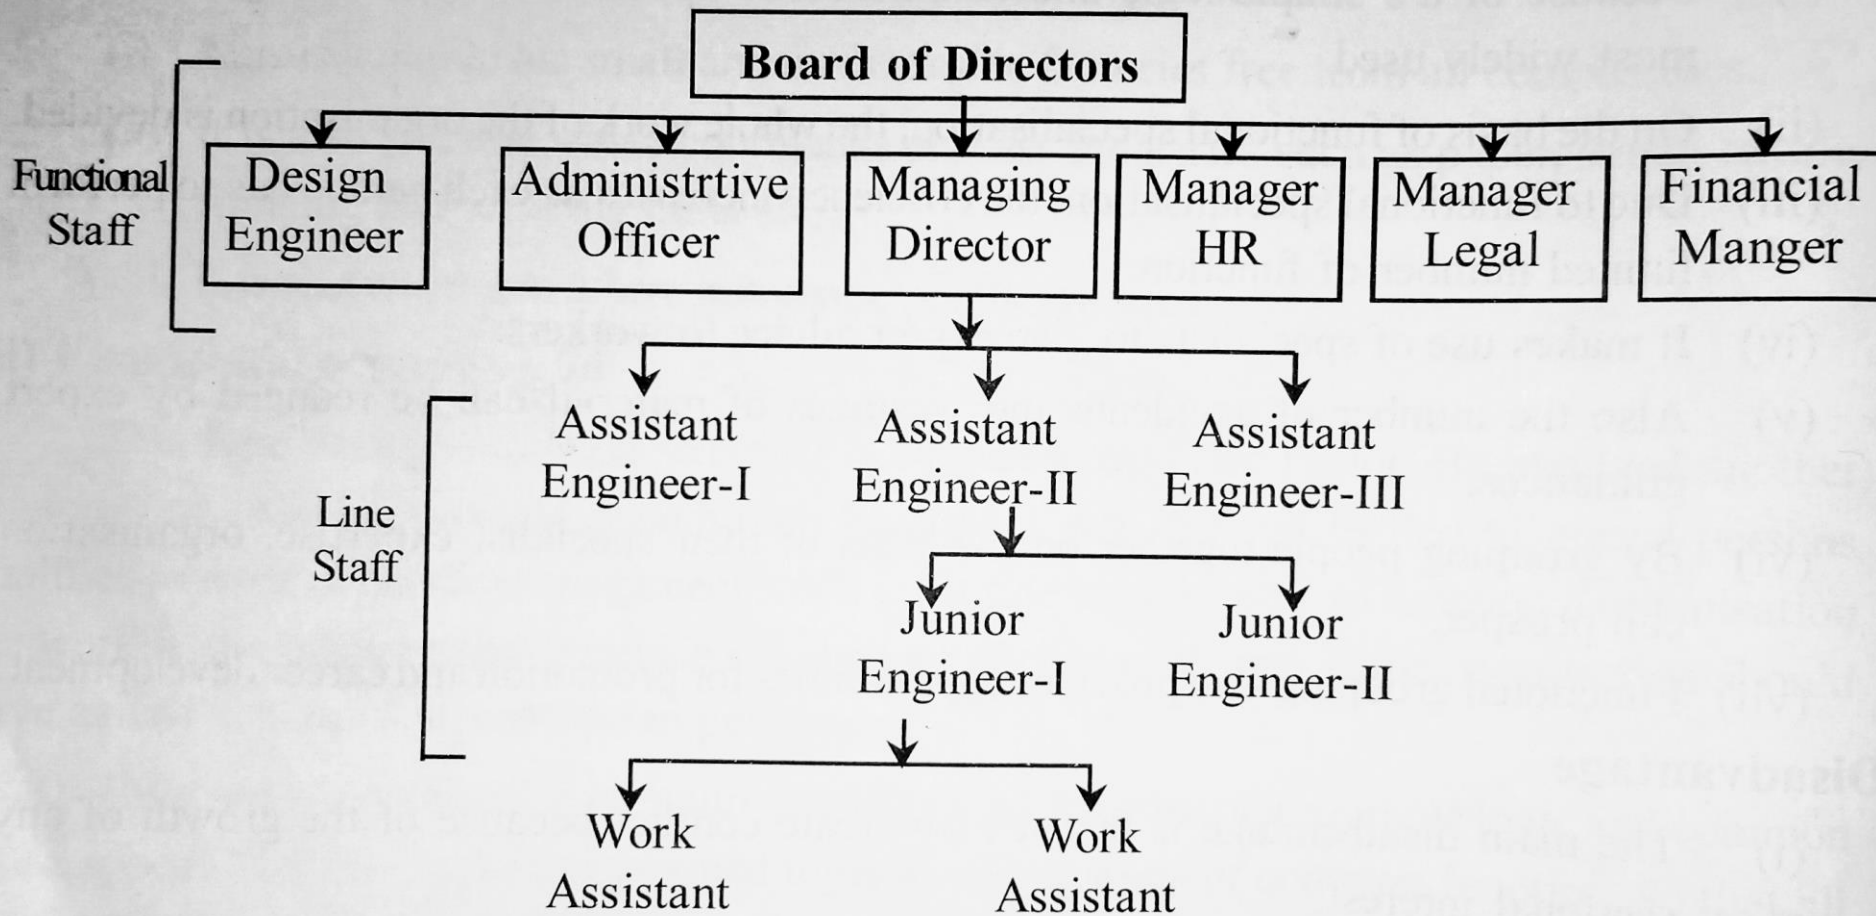 Board of Directors
Functional
Staff
Design
Engineer
Administrtive
Officer
Managing
Director
Manager
HR
Manager
Legal
Financial
Manger
Line
Staff
Assistant
Engineer-I
Assistant
Engineer-II
Assistant
Engineer-III
Junior
Engineer-I
Junior
Engineer-II
Work
Assistant
Work
Assistant